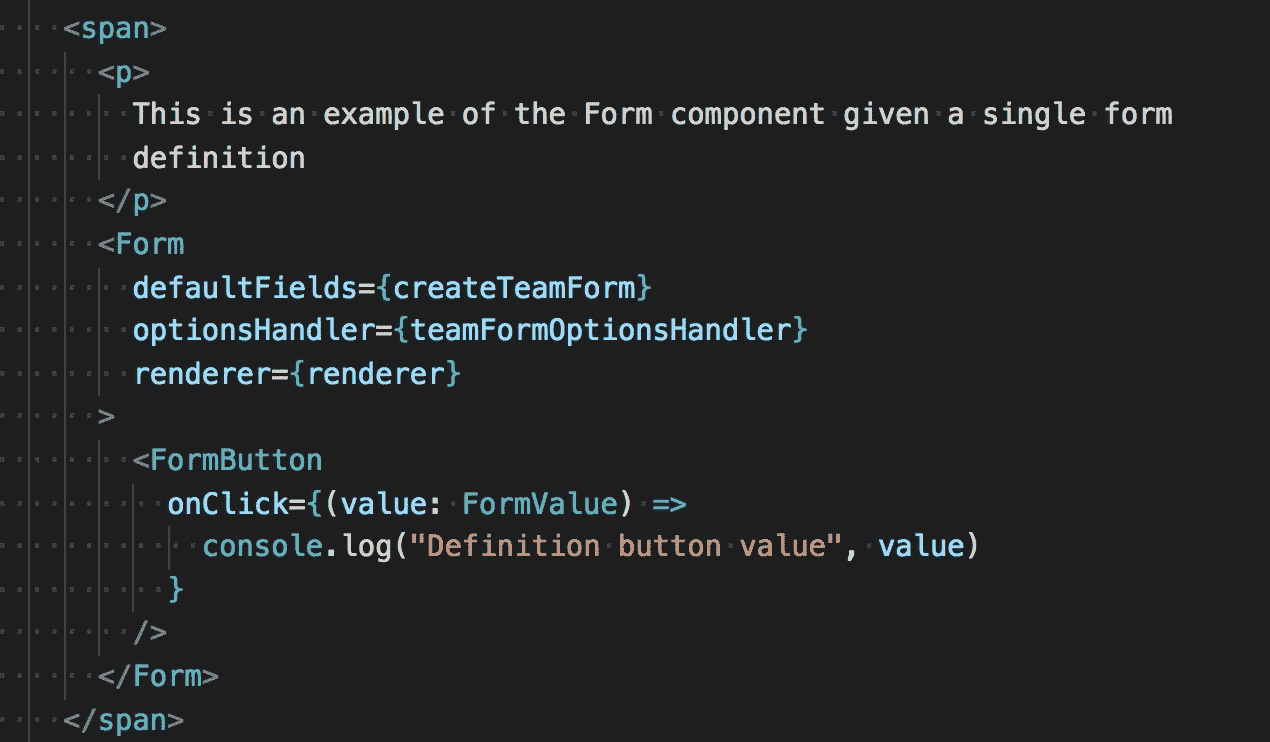 <span>
<p>
This is an example of the Form component given a single form
definition
</p>
<Form
defaultFields={createTeamForm}
optionsHandler={teamFormOptionsHandler}
renderer={renderer}
>
<FormButton
onClick={(value: FormValue) =>
console.log("Definition button value", value)
}
/>
</Form>
</span>